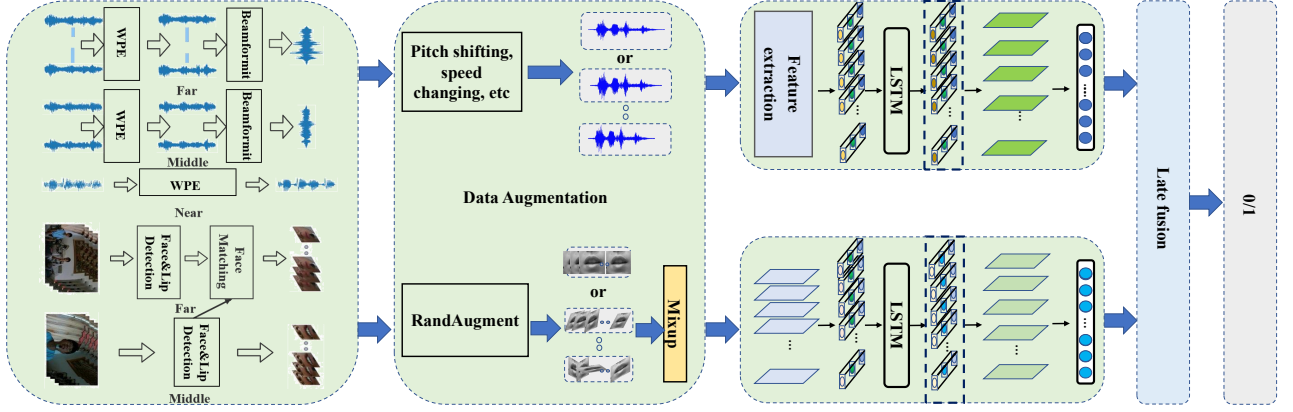 WPE
Beamformit
Far
WPE
Beamformit
Middle
WPE
Near
Face&Lip
Detection
Face
Matching
Far
Face&Lip
Detection
Middle
Pitch shifting,
speed
changing, etc
or
Data Augmentation
RandAugment
or
Mixup
Feature
extraction
LSTM
LSTM
Late fusion
0/1